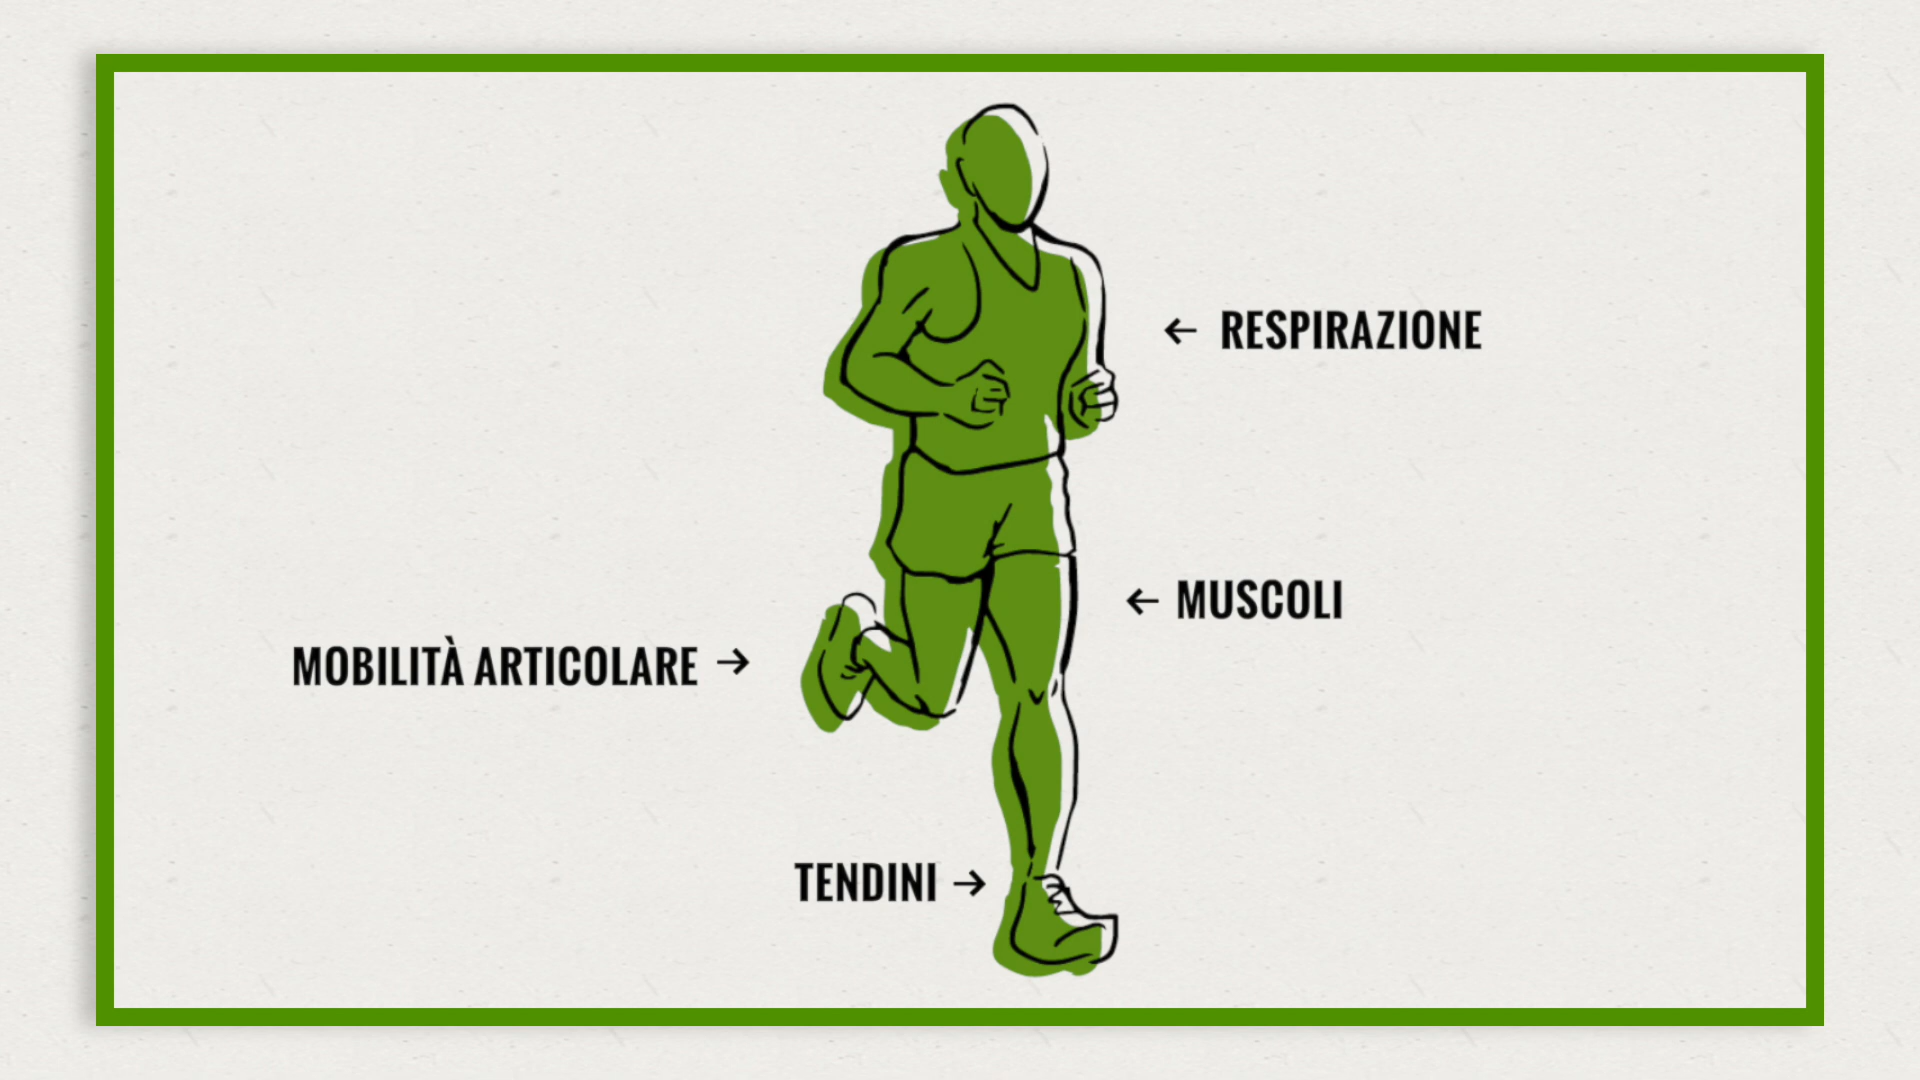 ← RESPIRAZIONE
← MUSCOLI
MOBILITÀ ARTICOLARE →
TENDINI →